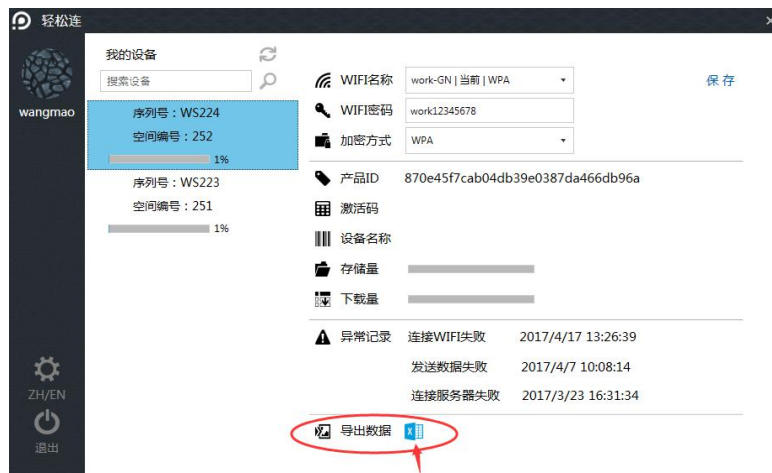 轻松连
wangmao
ZH/EN
退出
我的设备
搜索设备
序列号：WS224
空间编号：252
1%
序列号：WS223
空间编号：251
1%
WIFI名称 work-GN | 当前 | WPA 保存
WIFI密码 work12345678
加密方式 WPA
产品ID 870e45f7cab04db39e0387da466db96a
激活码
设备名称
存储量
下载量
异常记录 连接WIFI失败 2017/4/17 13:26:39
发送数据失败 2017/4/7 10:08:14
连接服务器失败 2017/3/23 16:31:34
导出数据